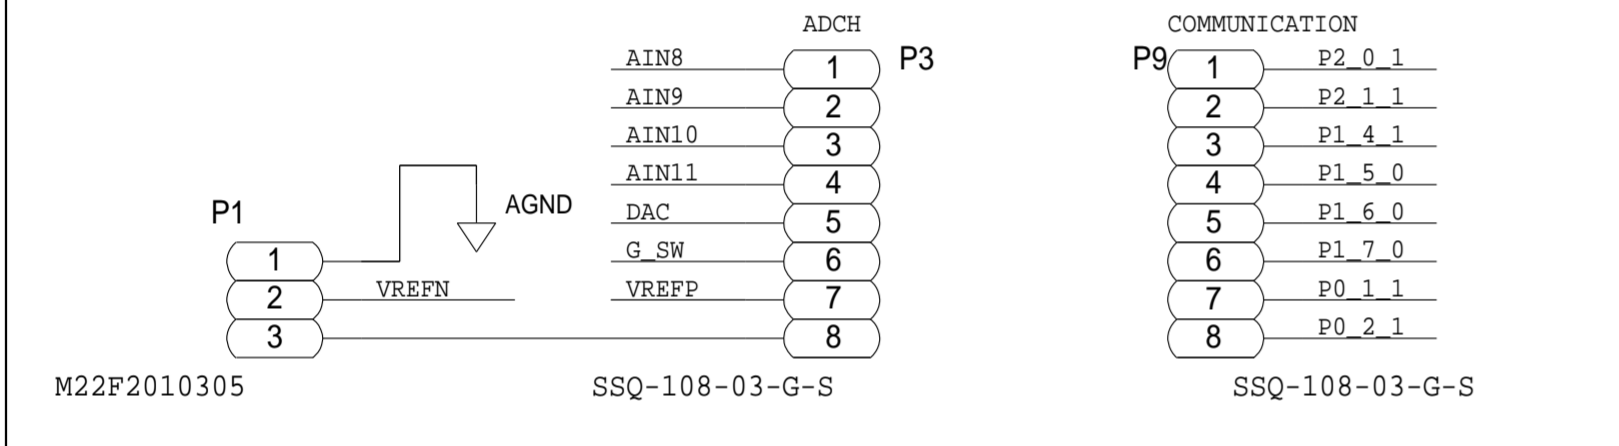 ADCH
COMMUNICATION
AIN8 1 P3
P9 1 P2_0_1
AIN9 2
2 P2_1_1
AIN10 3
3 P1_4_1
AIN11 4
4 P1_5_0
P1
AGND
DAC 5
5 P1_6_0
1
G_SW 6
6 P1_7_0
2 VREFN
VREFP 7
7 P0_1_1
3
8
8 P0_2_1
M22F2010305
SSQ-108-03-G-S
SSQ-108-03-G-S